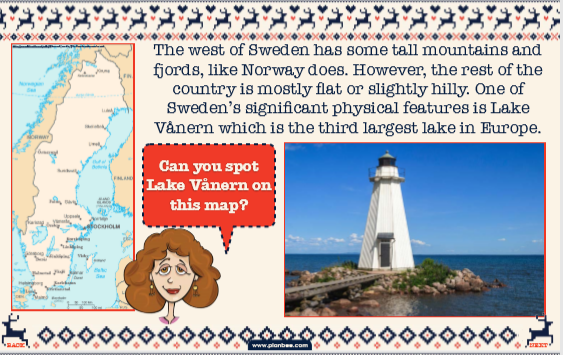 The west of Sweden has some tall mountains and
fjords, like Norway does. However, the rest of the
country is mostly flat or slightly hilly. One of
Sweden's significant physical features is Lake
Vånern which is the third largest lake in Europe.
Can you spot
Lake Vånern on
this map?
NORWAY
STOCKHOLM
BACK
www.planbee.com
NEXT